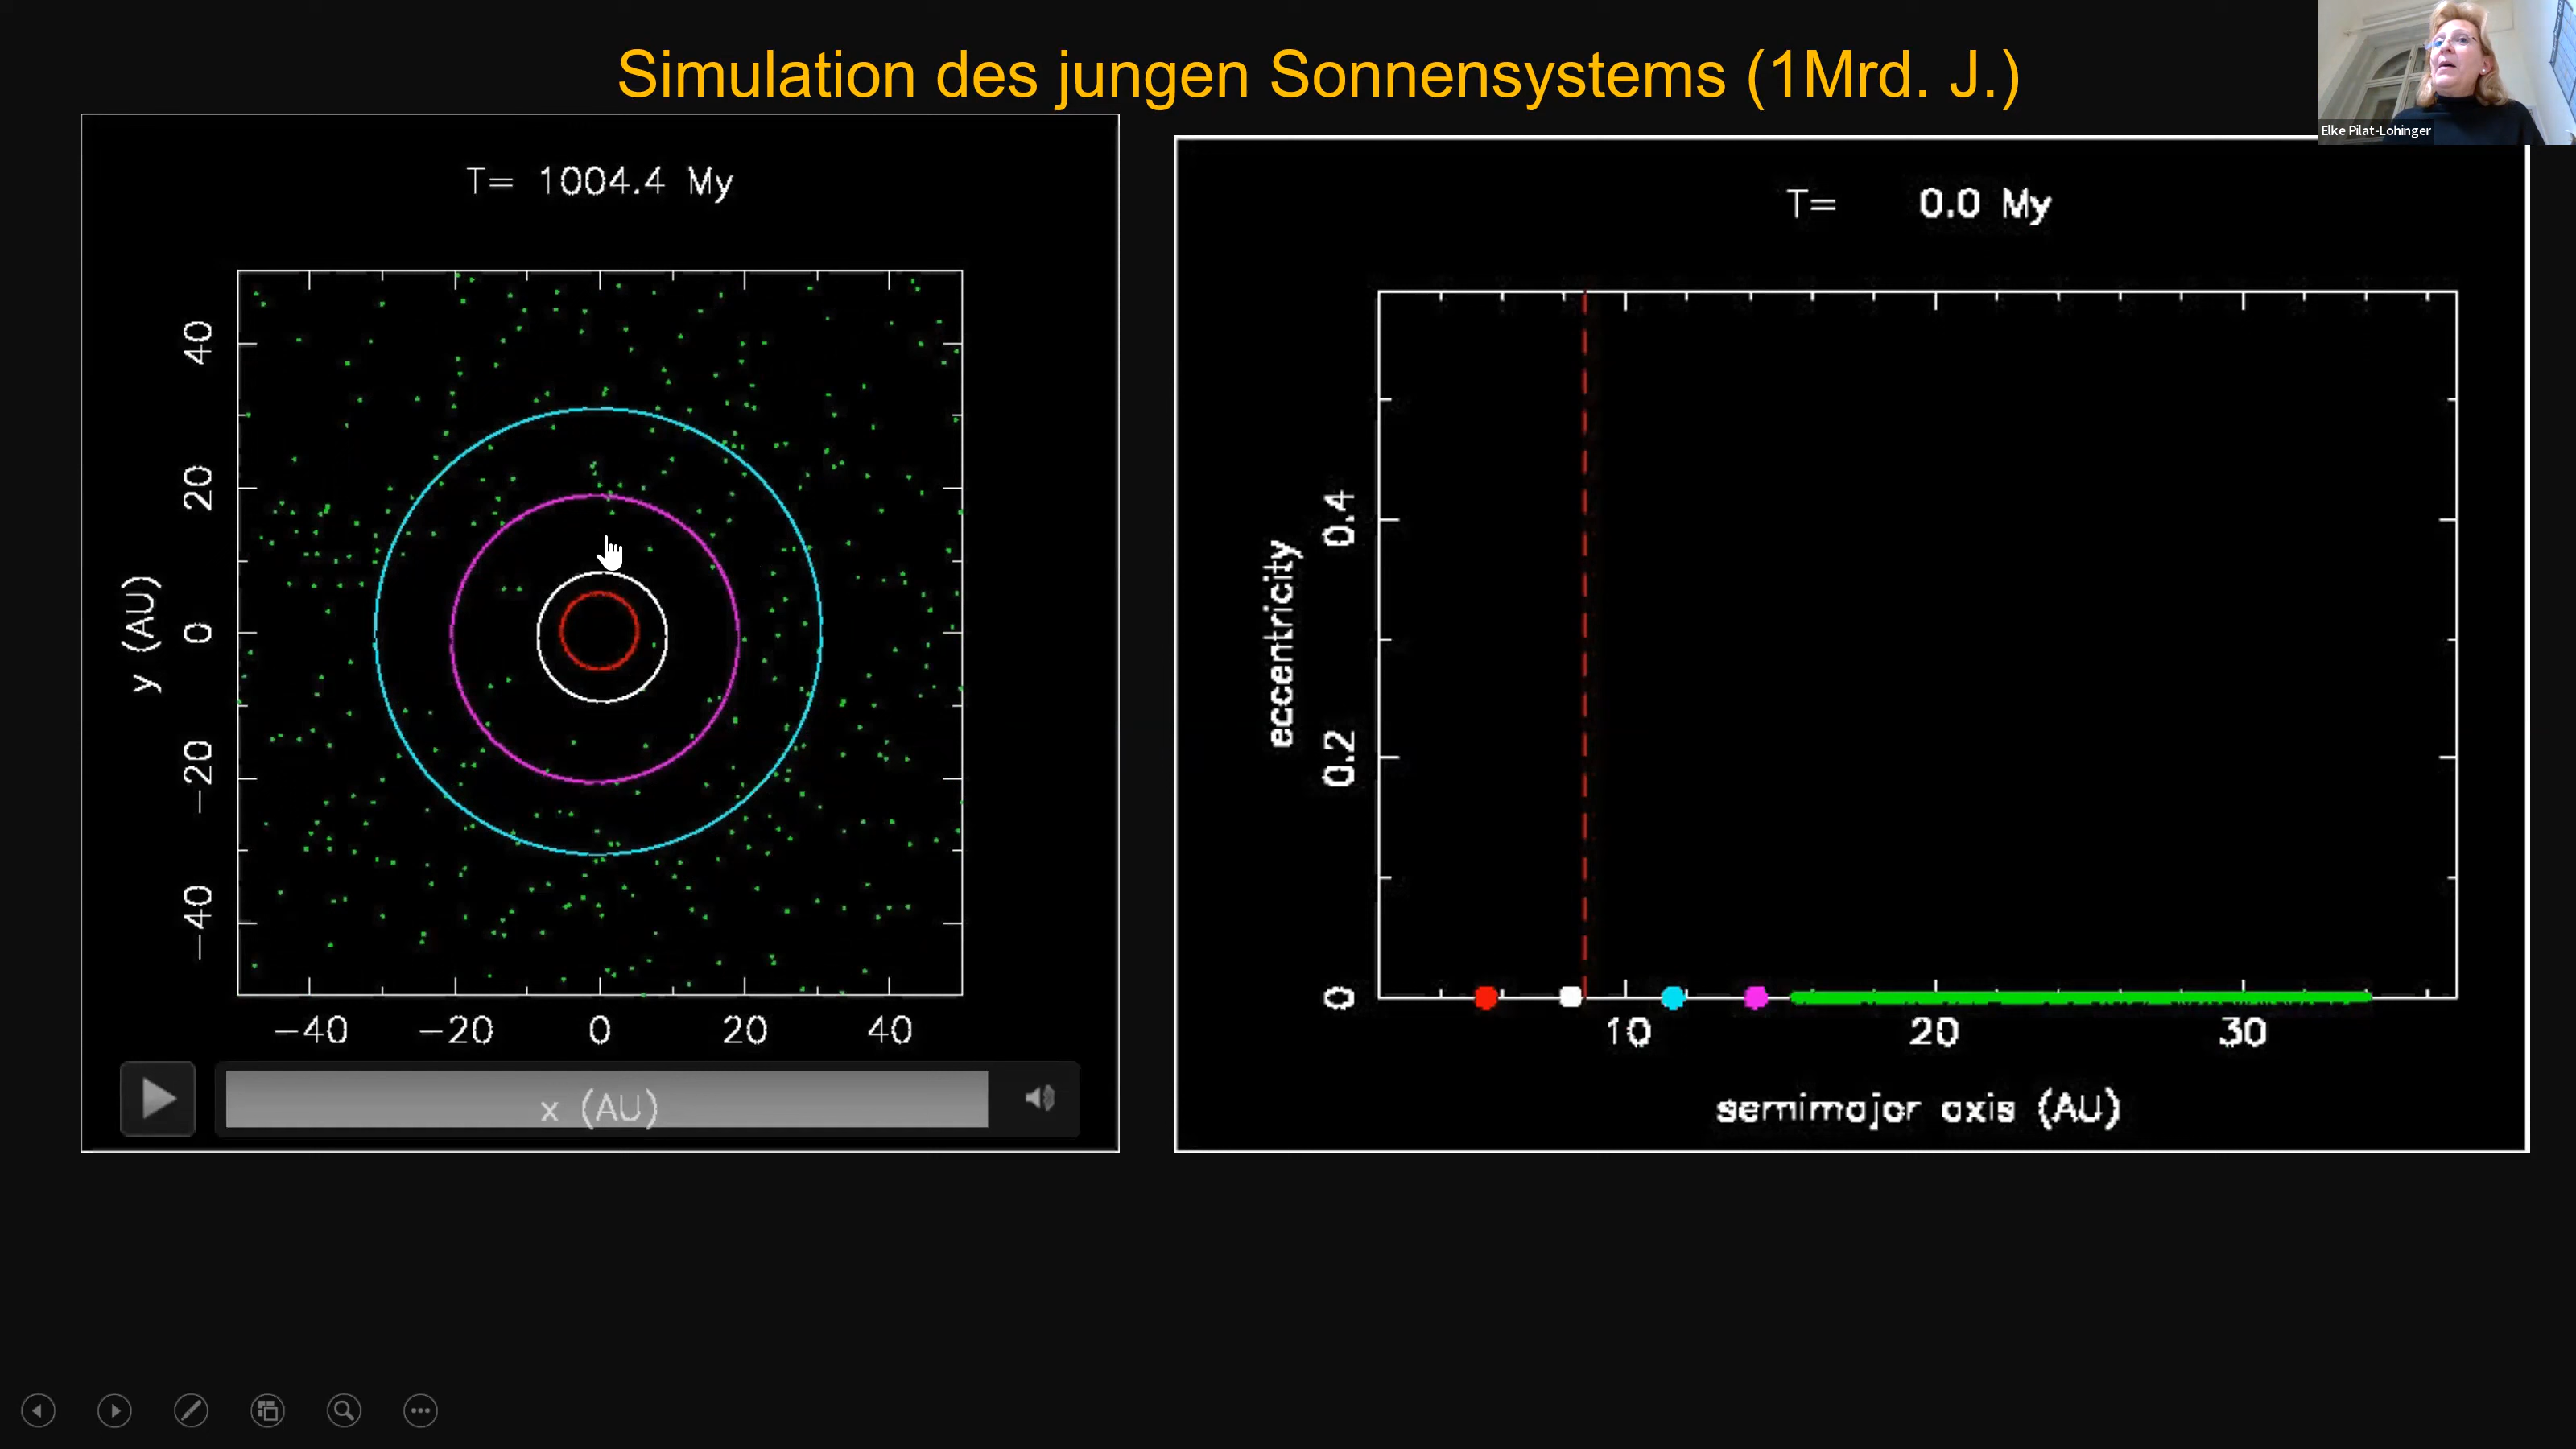 Simulation des jungen Sonnensystems (1Mrd. J.)
Elke Pilat-Lohinger
T= 1004.4 My
y (AU)
40
20
0
−20
−40
−40 −20 0 20 40
x (AU)
T= 0.0 My
eccentricity
0.4
0.2
0
10 20 30
semimajor axis (AU)